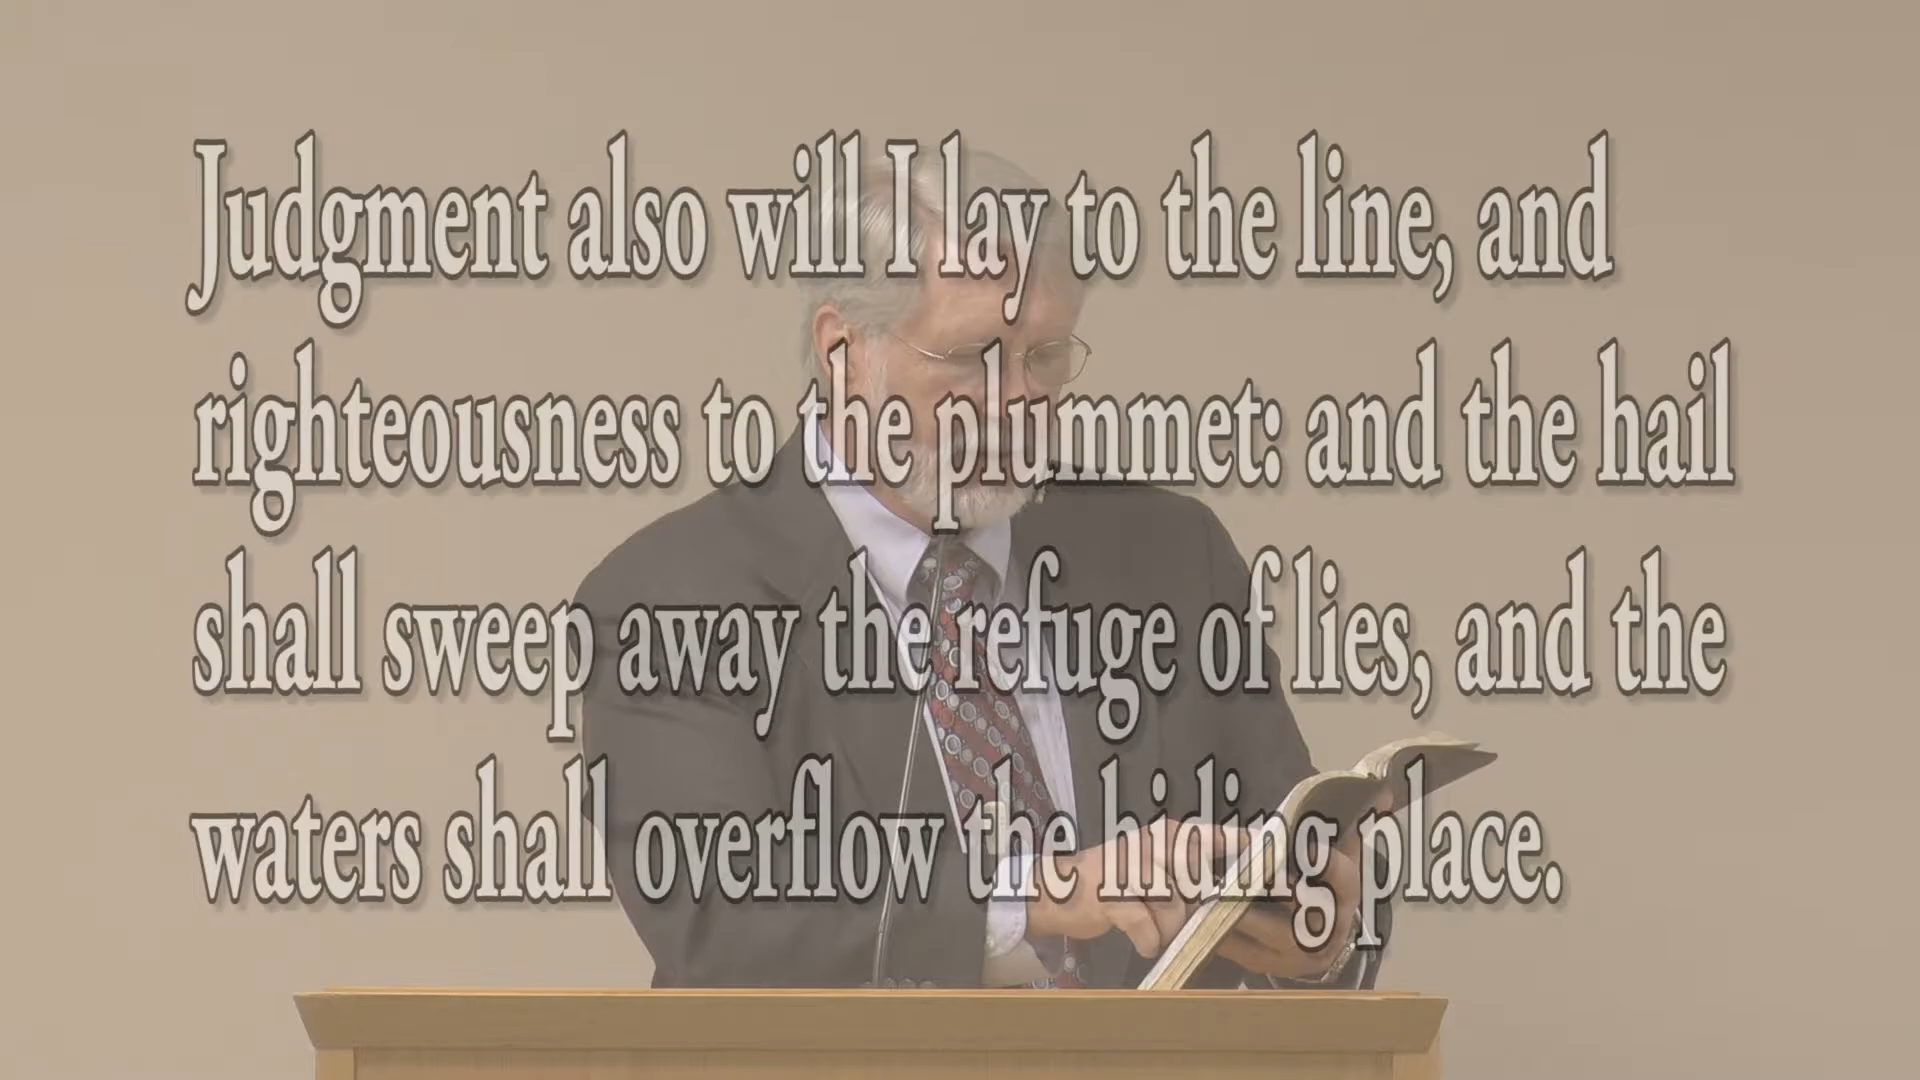 Judgment also will I lay to the line, and
righteousness to the plummet: and the hail
shall sweep away the refuge of lies, and the
waters shall overflow the hiding place.